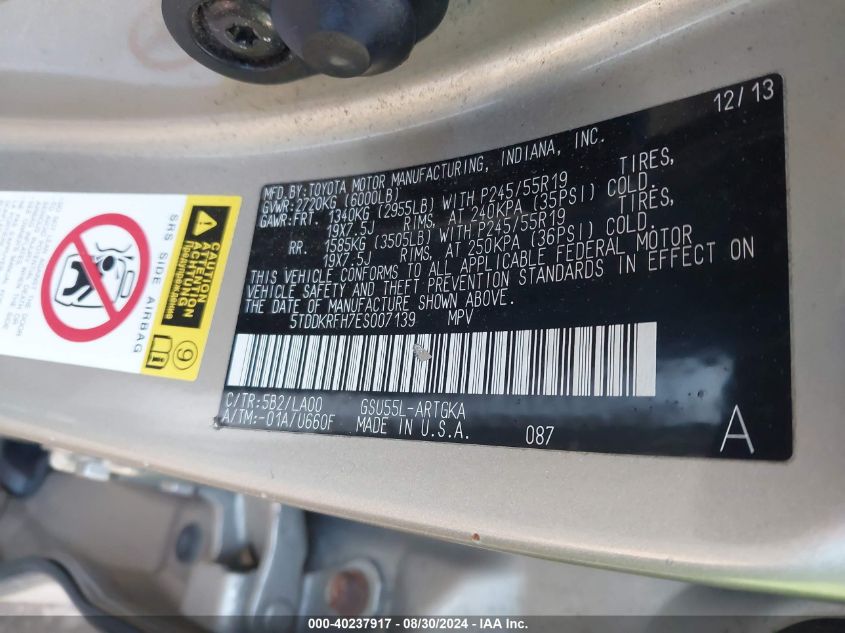 12/13
MFD.BY:TOYOTA MOTOR MANUFACTURING, INDIANA, INC.
GVWR:2720KG (6000LB)
GAWR:FRT. 1340KG (2955LB) WITH P245/55R19 TIRES,
19X7.5J RIMS, AT 240KPA (35PSI) COLD.
RR. 1585KG (3505LB) WITH P245/55R19 TIRES,
19X7.5J RIMS, AT 250KPA (36PSI) COLD.
THIS VEHICLE CONFORMS TO ALL APPLICABLE FEDERAL MOTOR
VEHICLE SAFETY AND THEFT PREVENTION STANDARDS IN EFFECT ON
THE DATE OF MANUFACTURE SHOWN ABOVE.
5TDDKRFH7ES007139 MPV
C/TR:5B2/LA00 GSU55L-ARTGKA
A/TM:-01A/U660F MADE IN U.S.A.
087
A
SRS SIDE AIRBAG
CAUTION
ATTENTION
ACHTUNG
9
000-40237917 - 08/30/2024 - IAA Inc.